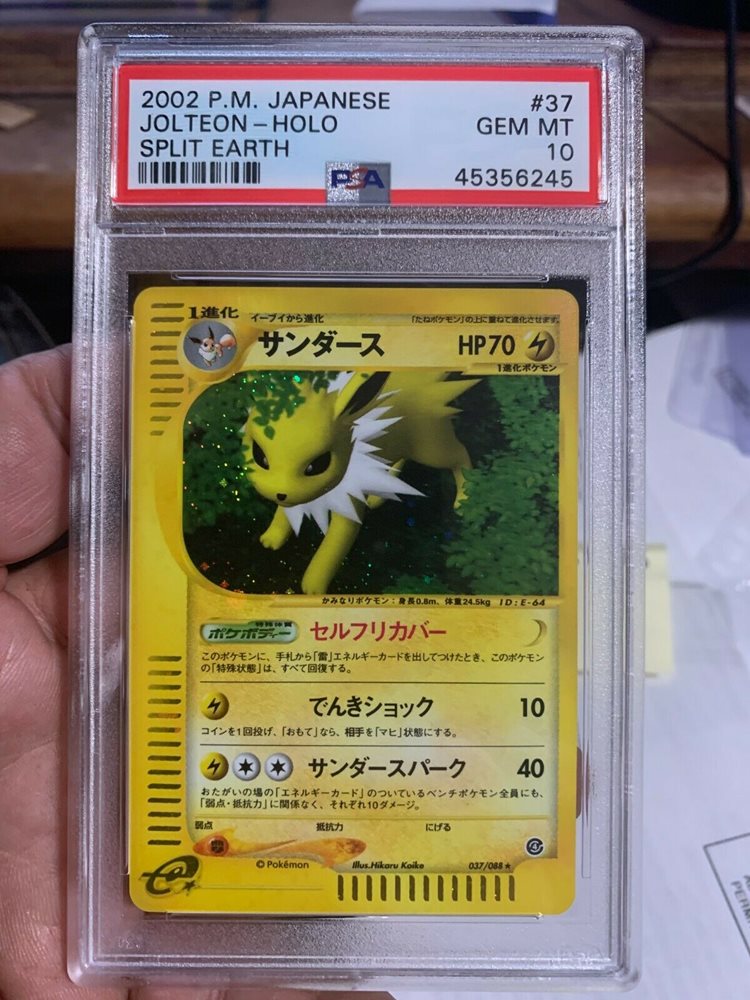 2002 P.M. JAPANESE #37
JOLTEON-HOLO GEM MT
SPLIT EARTH 10
PSA 45356245
1進化 イーブイから進化 「たねポケモン」の上に重ねて進化させます。
サンダース HP70
1進化ポケモン
かみなりポケモン:身長0.8m、体重24.5kg ID:E-64
特殊体質
ポケボディー セルフリカバー
このポケモンに、手札から「雷」エネルギーカードを出してつけたとき、このポケモン
の「特殊状態」は、すべて回復する。
でんきショック 10
コインを1回投げ、「おもて」なら、相手を「マヒ」状態にする。
サンダースパーク 40
おたがいの場の「エネルギーカード」のついているベンチポケモン全員にも、
「弱点・抵抗力」に関係なく、それぞれ10ダメージ。
弱点 抵抗力 にげる
© Pokémon Illus.Hikaru Koike 037/088 ★
e